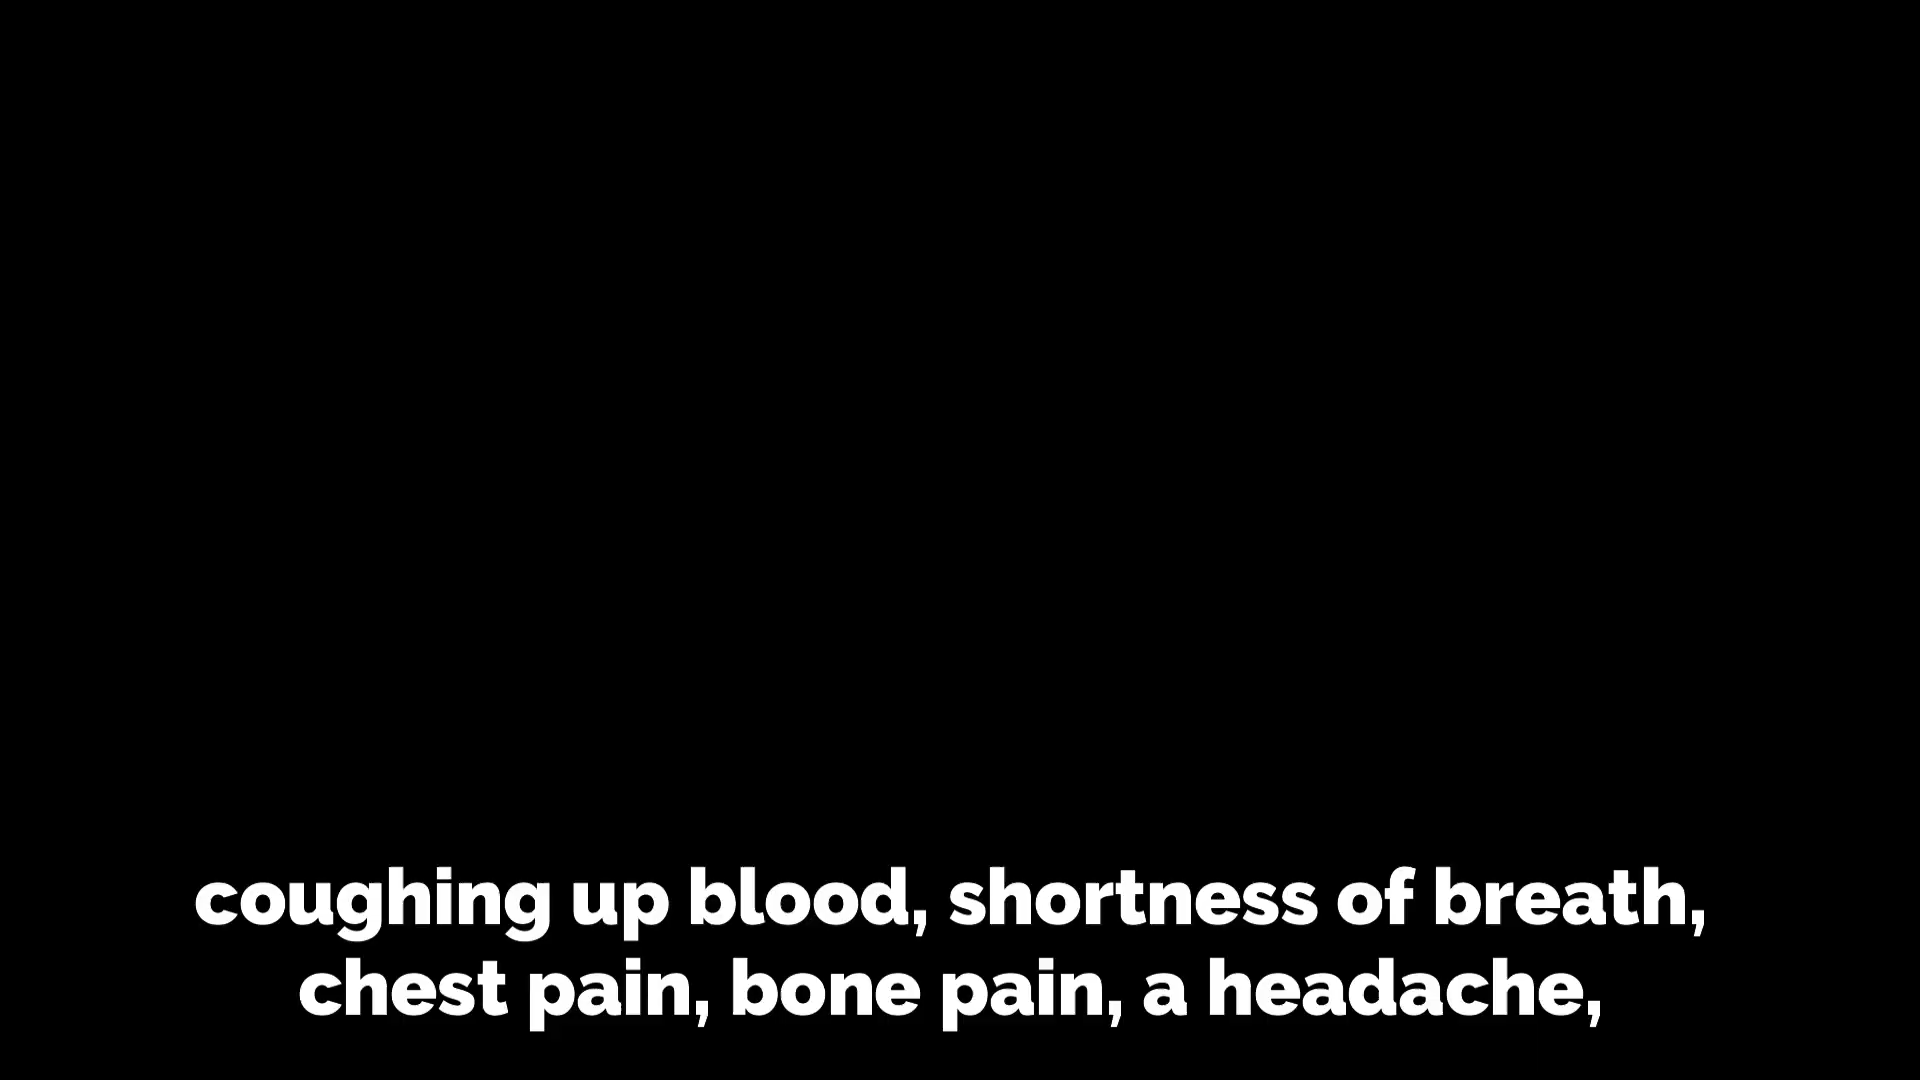 coughing up blood, shortness of breath,
chest pain, bone pain, a headache,